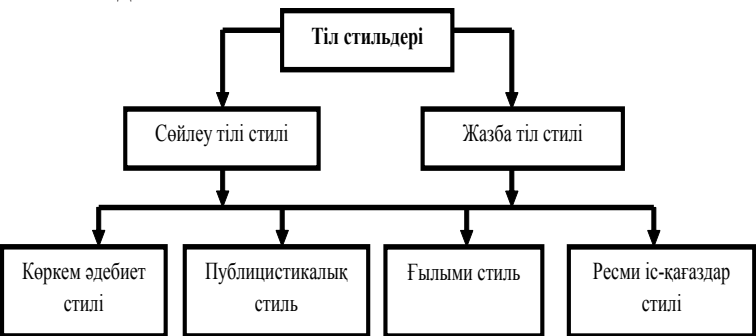 Тіл стильдері
Сөйлеу тілі стилі
Жазба тіл стилі
Көркем әдебиет
стилі
Публицистикалық
стиль
Ғылыми стиль
Ресми іс-қағаздар
стилі